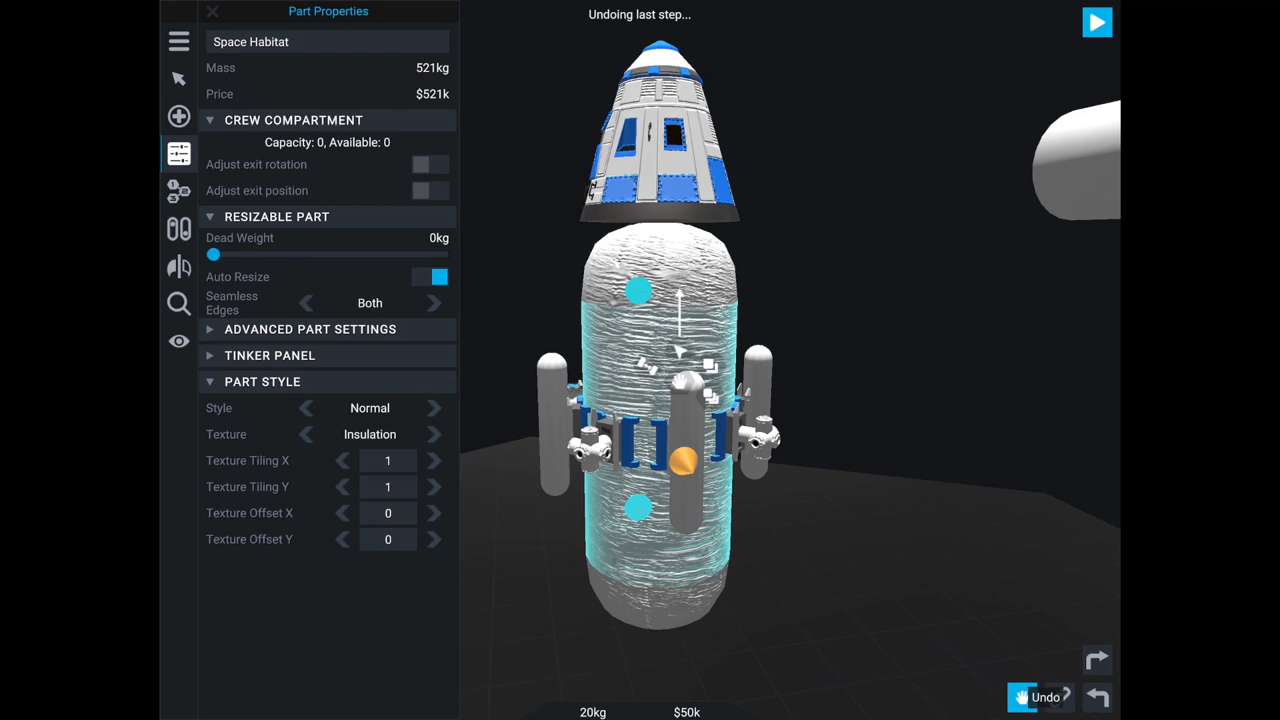 Part Properties
Undoing last step...
Space Habitat
Mass 521kg
Price $521k
CREW COMPARTMENT
Capacity: 0, Available: 0
Adjust exit rotation
Adjust exit position
RESIZABLE PART
Dead Weight 0kg
Auto Resize
Seamless Edges Both
ADVANCED PART SETTINGS
TINKER PANEL
PART STYLE
Style Normal
Texture Insulation
Texture Tiling X 1
Texture Tiling Y 1
Texture Offset X 0
Texture Offset Y 0
Undo
20kg $50k